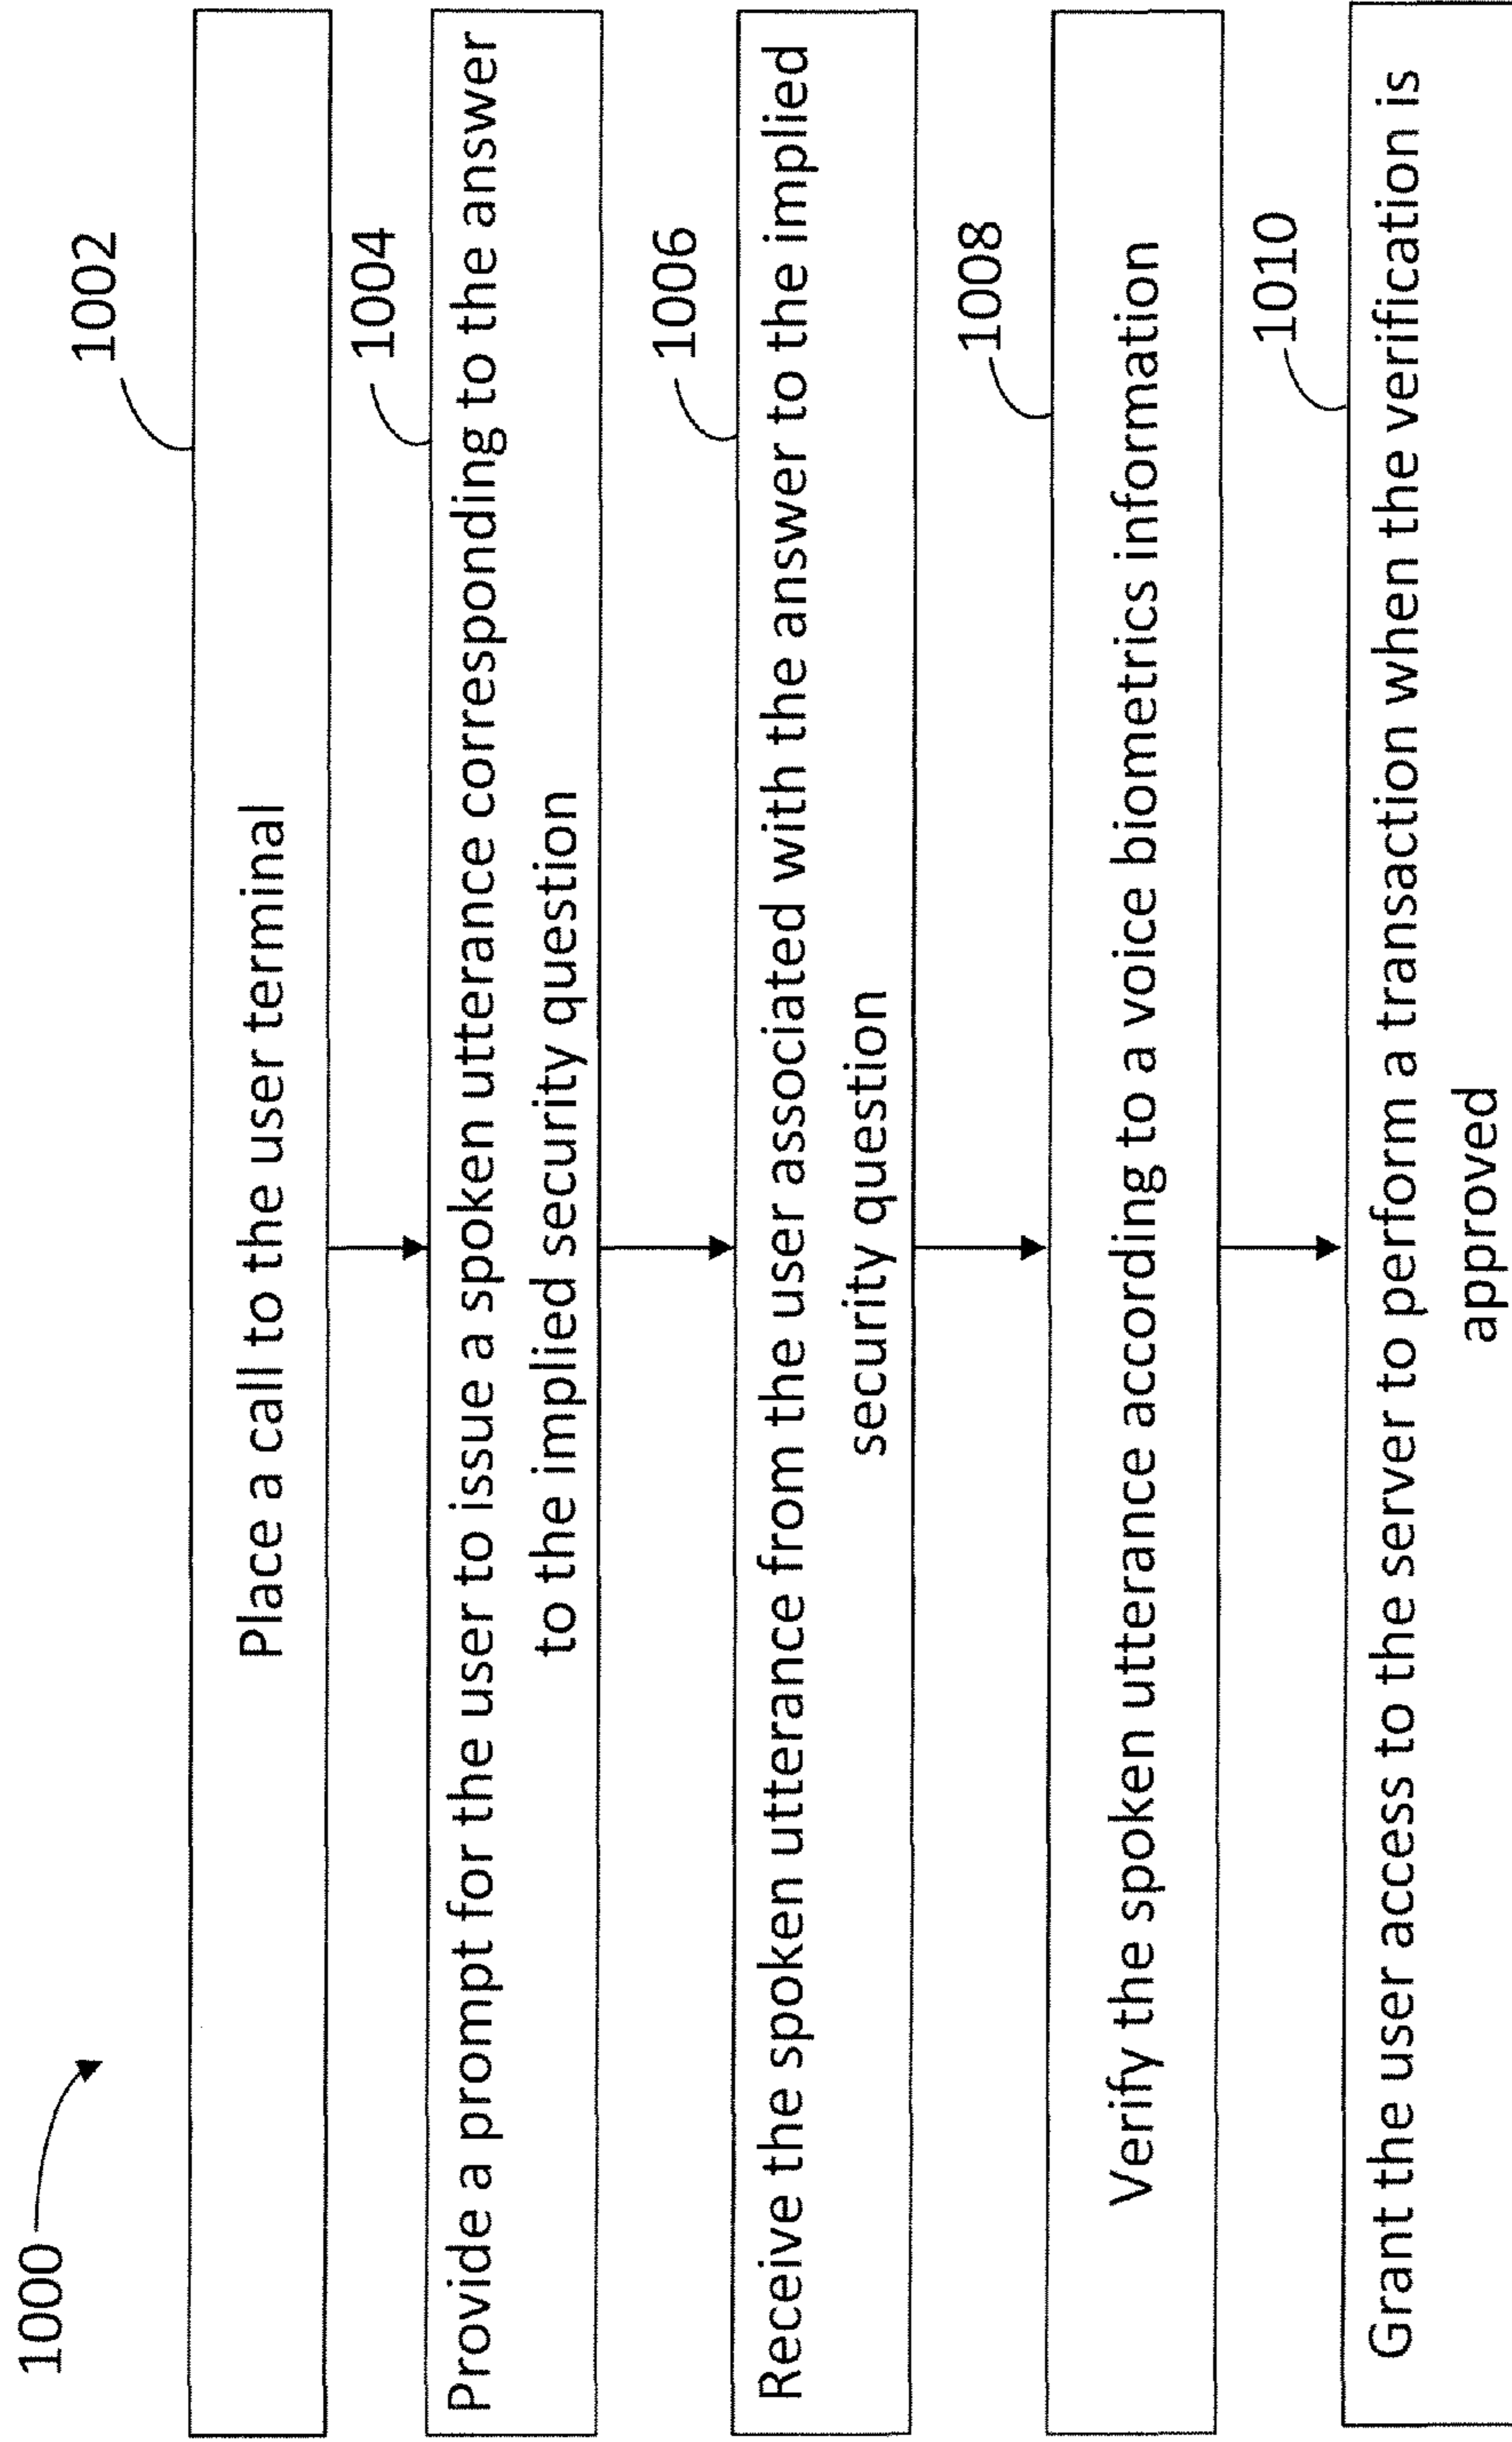 1000
1002
Place a call to the user terminal
1004
Provide a prompt for the user to issue a spoken utterance corresponding to the answer
to the implied security question
1006
Receive the spoken utterance from the user associated with the answer to the implied
security question
1008
Verify the spoken utterance according to a voice biometrics information
1010
Grant the user access to the server to perform a transaction when the verification is
approved